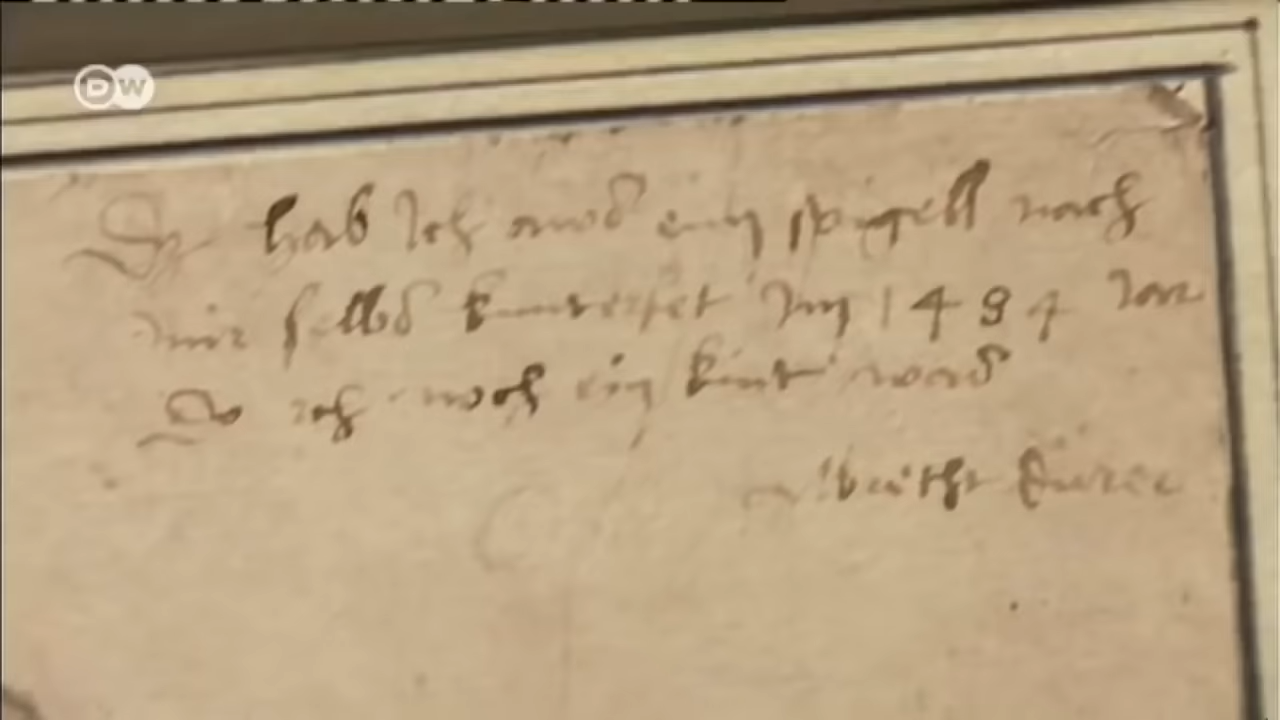 DW
Dz hab Ich aws eim spigell nach
mir selbs kunterfet Im 1484 Jar
Do ich noch ein kint was
Albrecht Dürer